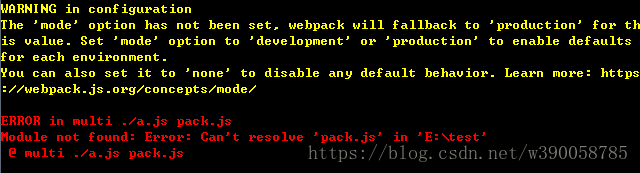 WARNING in configuration
The 'mode' option has not been set, webpack will fallback to 'production' for th
is value. Set 'mode' option to 'development' or 'production' to enable defaults
for each environment.
You can also set it to 'none' to disable any default behavior. Learn more: https
://webpack.js.org/concepts/mode/
ERROR in multi ./a.js pack.js
Module not found: Error: Can't resolve 'pack.js' in 'E:\test'
@ multi ./a.js pack.js
https://blog.csdn.net/w390058785